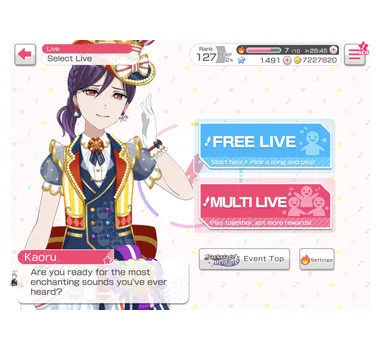 Live
Select Live
Rank
127
7 /10 in 26:45
1491
7227820
FREE LIVE
Start here♪ Pick a song and play!
MULTI LIVE
Play together, get more rewards!
Event Top
Settings
Kaoru
Are you ready for the most
enchanting sounds you've ever
heard?